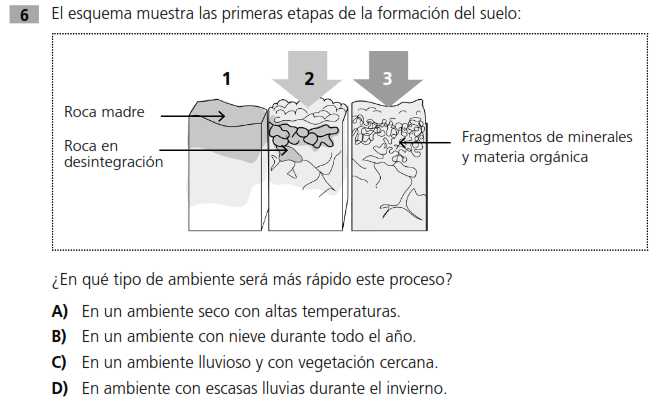 6 El esquema muestra las primeras etapas de la formación del suelo:
1 2 3
Roca madre
Roca en
desintegración
Fragmentos de minerales
y materia orgánica
¿En qué tipo de ambiente será más rápido este proceso?
A) En un ambiente seco con altas temperaturas.
B) En un ambiente con nieve durante todo el año.
C) En un ambiente lluvioso y con vegetación cercana.
D) En ambiente con escasas lluvias durante el invierno.